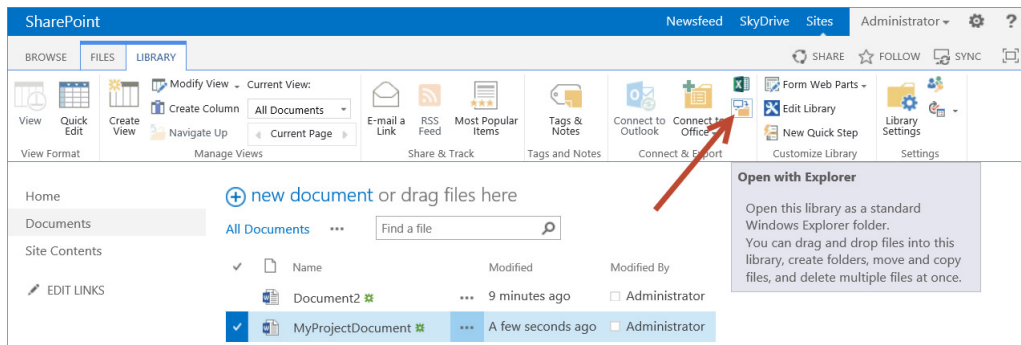 SharePoint Newsfeed SkyDrive Sites Administrator ?
BROWSE FILES LIBRARY SHARE FOLLOW SYNC
View Quick Edit Create View Modify View Create Column Navigate Up Current View: All Documents Current Page E-mail a Link RSS Feed Most Popular Items Tags & Notes Connect to Outlook Connect to Office Form Web Parts Edit Library New Quick Step Library Settings
View Format Manage Views Share & Track Tags and Notes Connect & Export Customize Library Settings
Open with Explorer
Open this library as a standard
Windows Explorer folder.
You can drag and drop files into this
library, create folders, move and copy
files, and delete multiple files at once.
Home
Documents
Site Contents
EDIT LINKS
new document or drag files here
All Documents ••• Find a file
Name Modified Modified By
Document2 ••• 9 minutes ago Administrator
MyProjectDocument ••• A few seconds ago Administrator